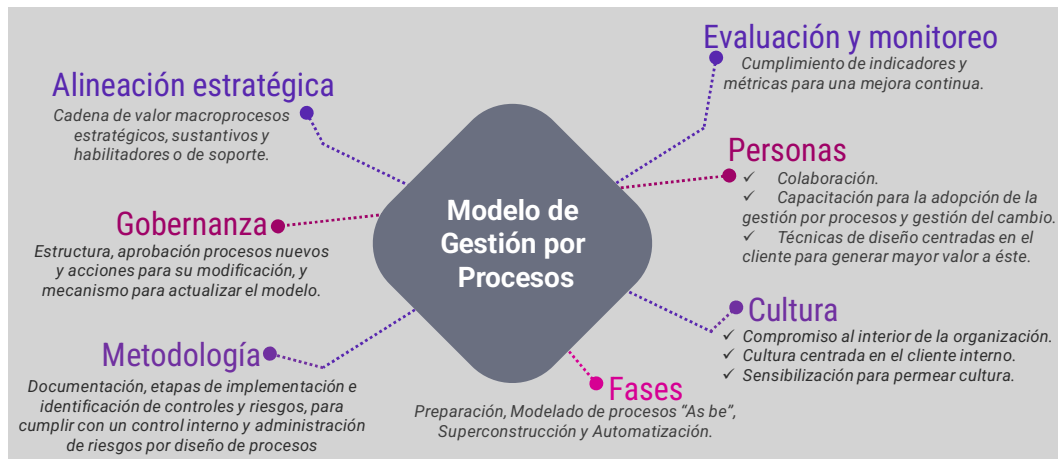 Alineación estratégica
Cadena de valor macroprocesos
estratégicos, sustantivos y
habilitadores o de soporte.
Gobernanza
Estructura, aprobación procesos nuevos
y acciones para su modificación, y
mecanismo para actualizar el modelo.
Metodología
Documentación, etapas de implementación e
identificación de controles y riesgos, para
cumplir con un control interno y administración
de riesgos por diseño de procesos
Modelo de
Gestión por
Procesos
Evaluación y monitoreo
Cumplimiento de indicadores y
métricas para una mejora continua.
Personas
✓ Colaboración.
✓ Capacitación para la adopción de la
gestión por procesos y gestión del cambio.
✓ Técnicas de diseño centradas en el
cliente para generar mayor valor a éste.
Cultura
✓ Compromiso al interior de la organización.
✓ Cultura centrada en el cliente interno.
✓ Sensibilización para permear cultura.
Fases
Preparación, Modelado de procesos “As be”,
Superconstrucción y Automatización.